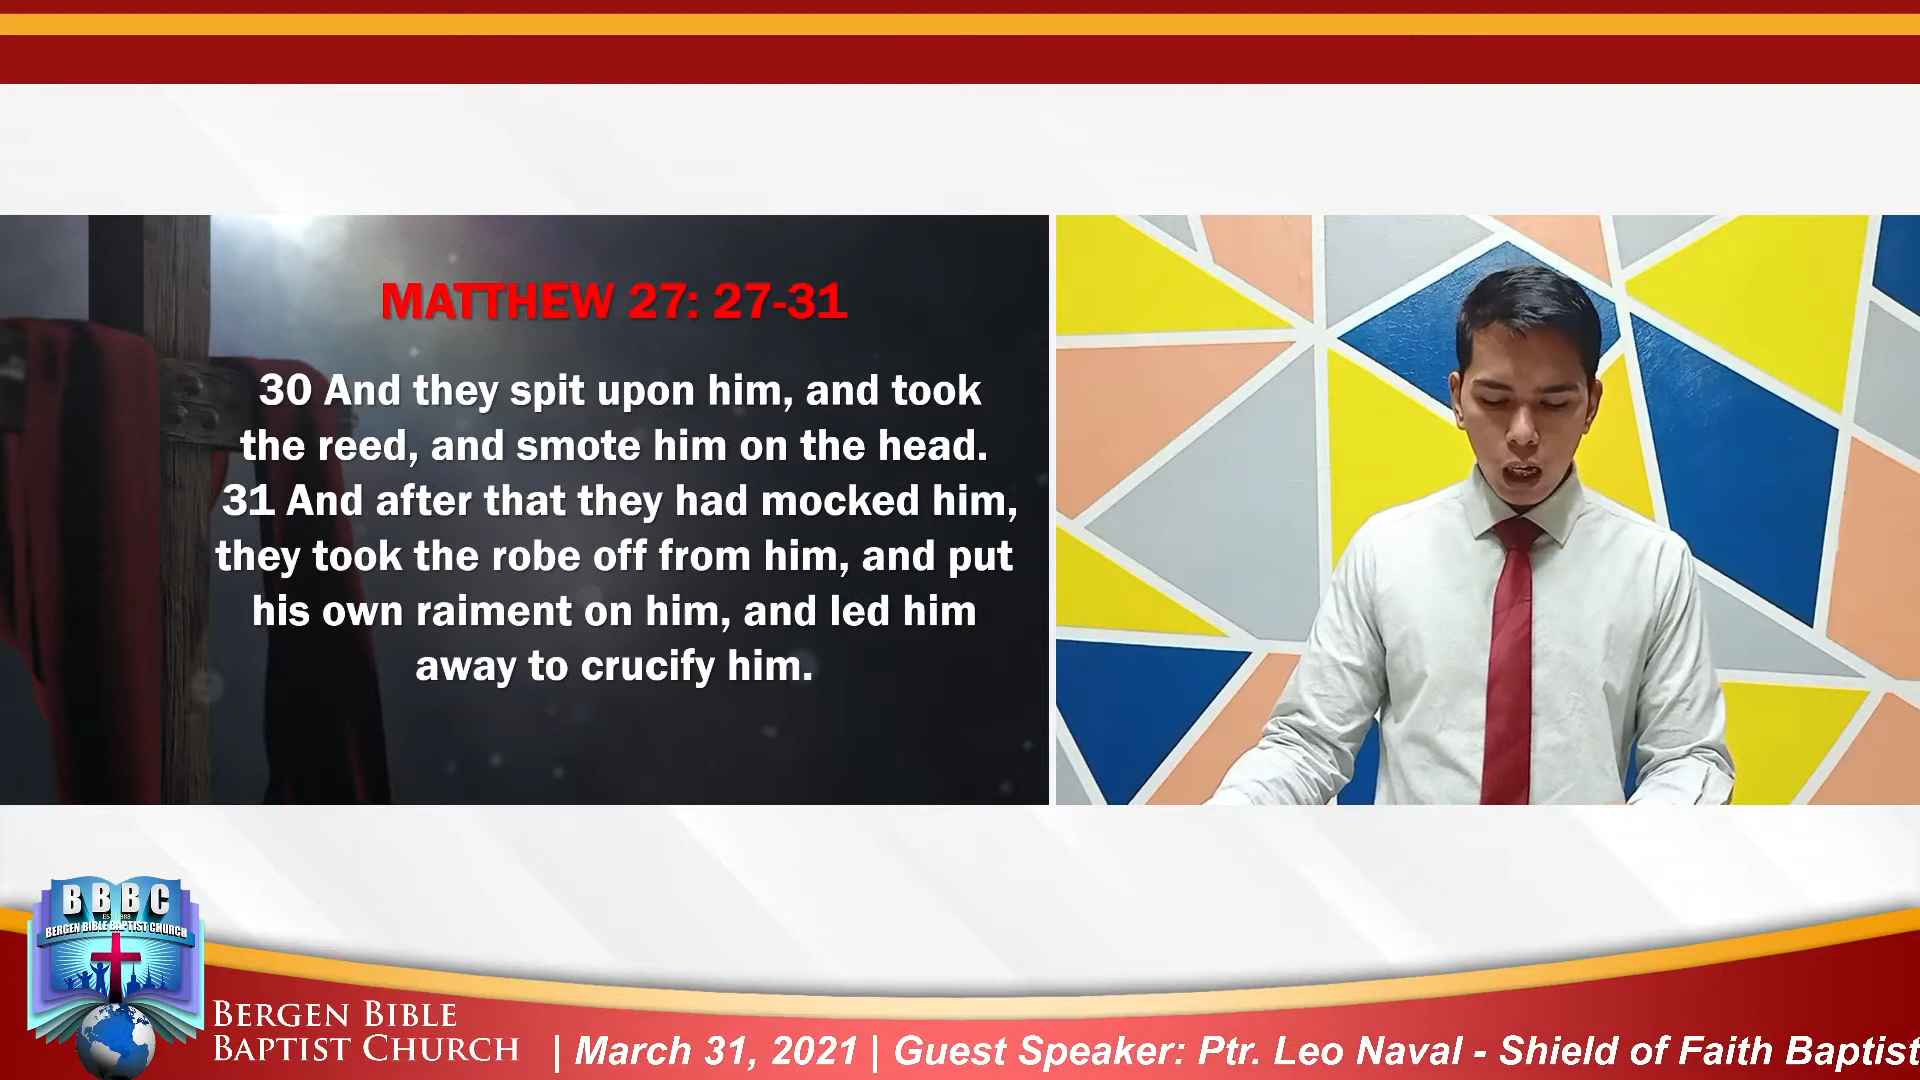 MATTHEW 27: 27-31
30 And they spit upon him, and took
the reed, and smote him on the head.
31 And after that they had mocked him,
they took the robe off from him, and put
his own raiment on him, and led him
away to crucify him.
B B B C
BERGEN BIBLE BAPTIST CHURCH
BERGEN BIBLE
BAPTIST CHURCH
| March 31, 2021 | Guest Speaker: Ptr. Leo Naval - Shield of Faith Baptist